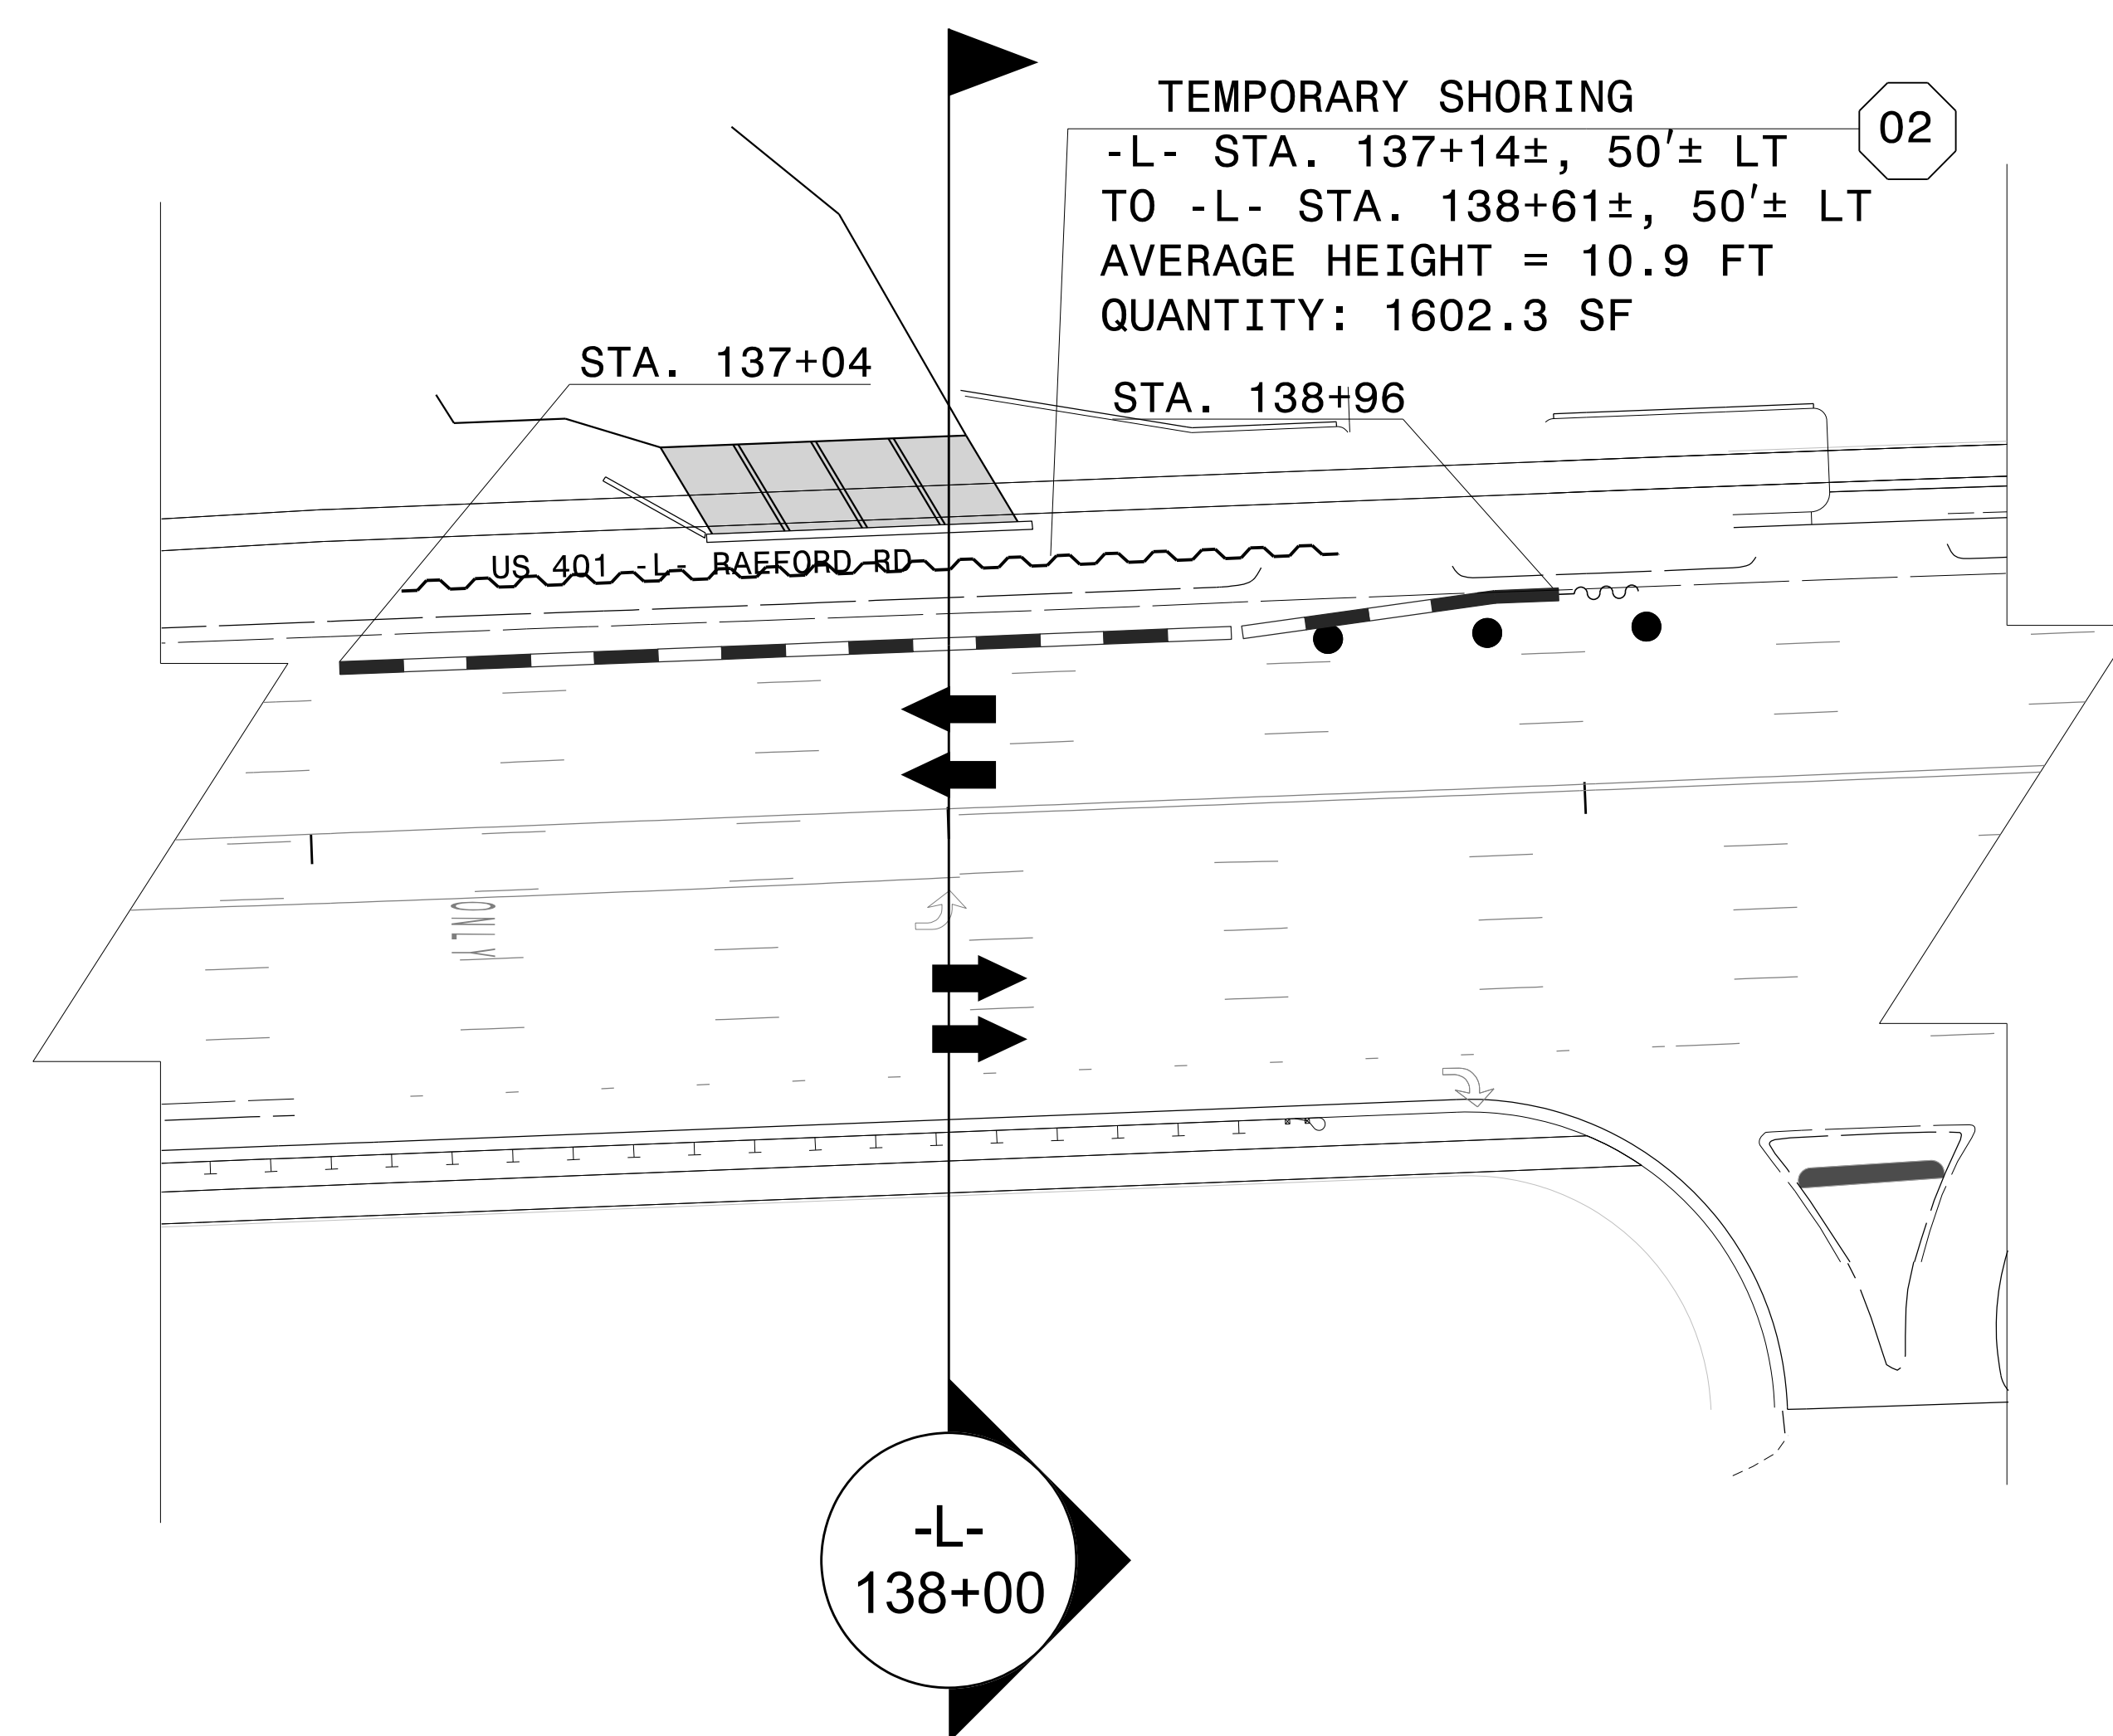 TEMPORARY SHORING
-L- STA. 137+14±, 50'± LT
TO -L- STA. 138+61±, 50'± LT
AVERAGE HEIGHT = 10.9 FT
QUANTITY: 1602.3 SF
02
STA. 137+04
STA. 138+96
US 401 -L- RAEFORD RD
ONLY
-L-
138+00